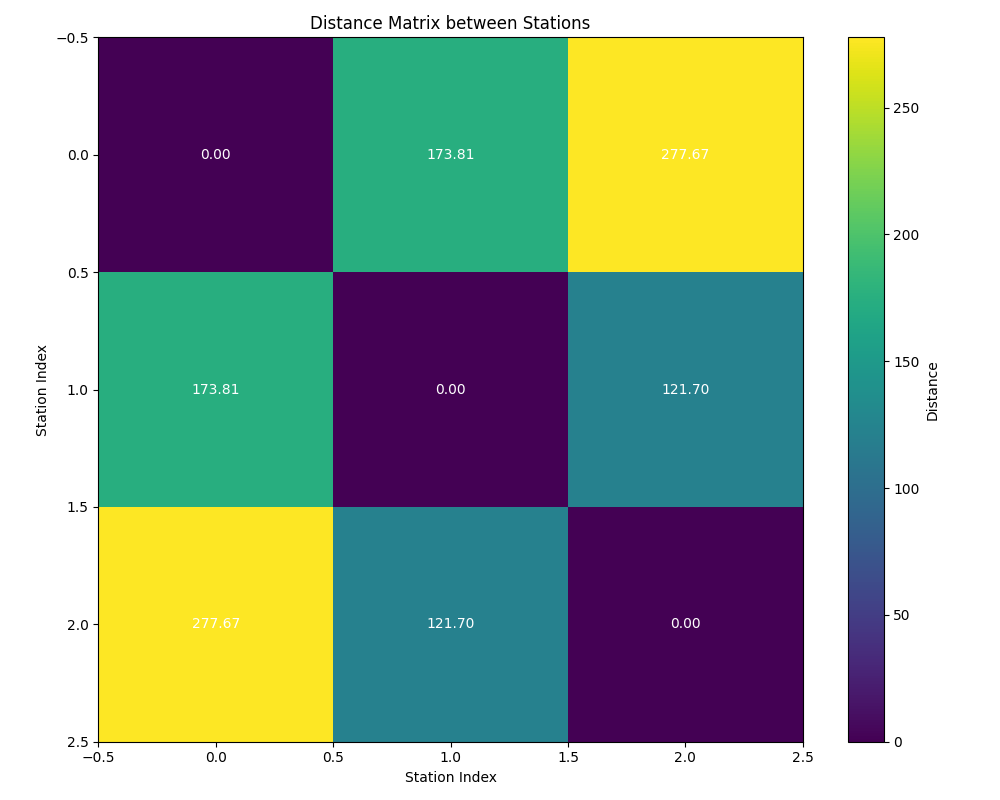 Distance Matrix between Stations
−0.5
0.0
0.5
1.0
1.5
2.0
2.5
Station Index
0.00 173.81 277.67
173.81 0.00 121.70
277.67 121.70 0.00
−0.5 0.0 0.5 1.0 1.5 2.0 2.5
Station Index
250
200
150
100
50
0
Distance